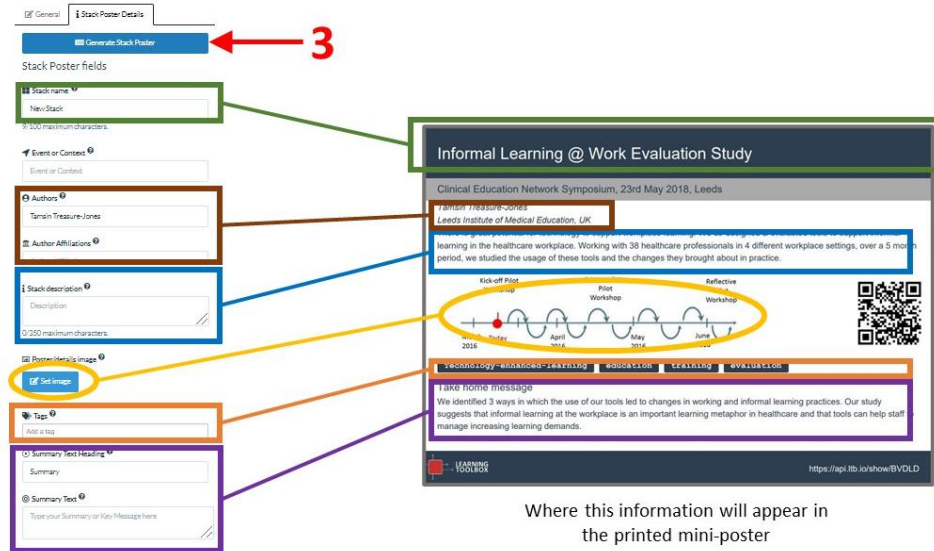 General
Stack Poster Details
Generate Stack Poster
3
Stack Poster fields
Stack name
New Stack
9/100 maximum characters.
Event or Context
Event or Context
Authors
Tamsin Treasure-Jones
Author Affiliations
Stack description
Description
0/350 maximum characters.
Poster/details image
Set image
Tags
Add a tag
Summary Text Heading
Summary
Summary Text
Type your Summary or Key Message here
Informal Learning @ Work Evaluation Study
Clinical Education Network Symposium, 23rd May 2018, Leeds
Tamsin Treasure-Jones
Leeds Institute of Medical Education, UK
learning in the healthcare workplace. Working with 38 healthcare professionals in 4 different workplace settings, over a 5 month
period, we studied the usage of these tools and the changes they brought about in practice.
Kick-off Pilot
Workshop
Pilot
Workshop
Reflective
Workshop
2016
Today
April
2016
May
2016
June
technology-enhanced-learning education training evaluation
Take home message
We identified 3 ways in which the use of our tools led to changes in working and informal learning practices. Our study
suggests that informal learning at the workplace is an important learning metaphor in healthcare and that tools can help staff
manage increasing learning demands.
LEARNING
TOOLBOX
https://api.ltb.io/show/BVDLD
Where this information will appear in
the printed mini-poster